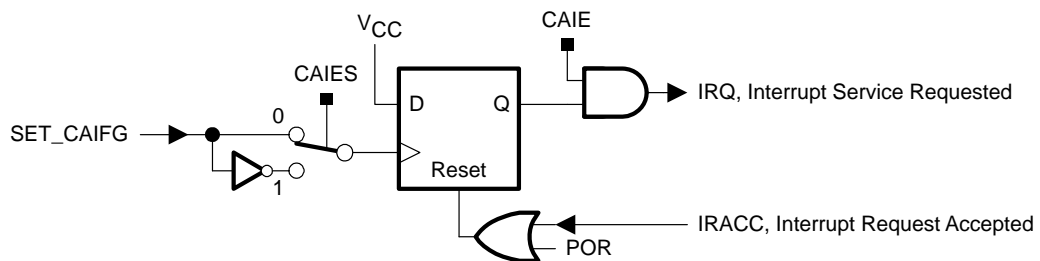 CAIE
VCC
CAIES
D Q
IRQ, Interrupt Service Requested
0
SET_CAIFG
Reset
1
IRACC, Interrupt Request Accepted
POR